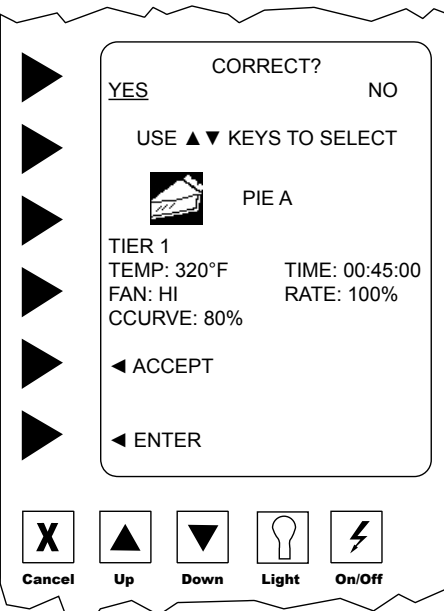 CORRECT?
YES NO
USE ▲▼ KEYS TO SELECT
PIE A
TIER 1
TEMP: 320°F TIME: 00:45:00
FAN: HI RATE: 100%
CCURVE: 80%
◄ ACCEPT
◄ ENTER
X
Cancel Up Down Light On/Off